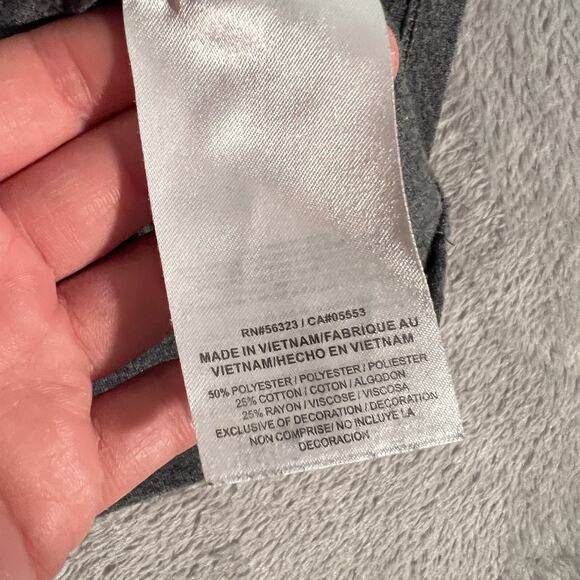 RN#56323 / CA#05553
MADE IN VIETNAM/FABRIQUE AU
VIETNAM/HECHO EN VIETNAM
50% POLYESTER / POLYESTER / POLIESTER
25% COTTON / COTON / ALGODON
25% RAYON / VISCOSE / VISCOSA
EXCLUSIVE OF DECORATION / DECORATION
NON COMPRISE/ NO INCLUYE LA
DECORACION